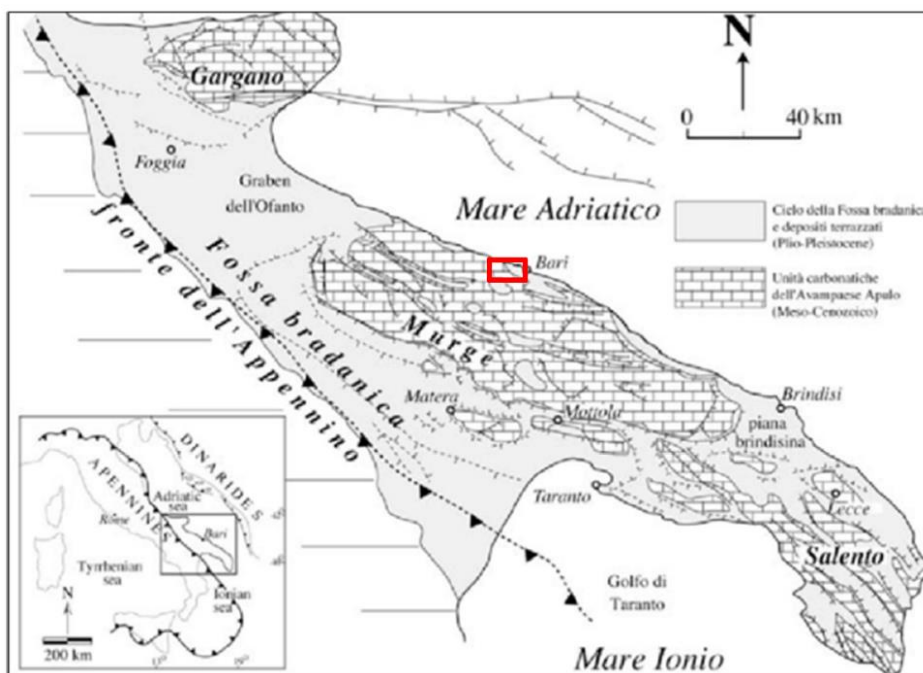 Gargano
N
0 40 km
Foggia
Graben
dell'Ofanto
Mare Adriatico
Ciclo della Fossa bradanica
e depositi terrazzati
(Plio-Pleistocene)
Bari
Unità carbonatiche
dell'Avampaese Apulo
(Meso-Cenozoico)
fronte dell'Appennino
Fossa bradanica
Murge
Matera
Mottola
Brindisi
piana
brindisina
Taranto
Lecce
Salento
Golfo di
Taranto
Mare Ionio
DINARIDES
APENNINE
Adriatic
sea
Rome
Bari
Tyrrhenian
sea
Ionian
sea
N
200 km